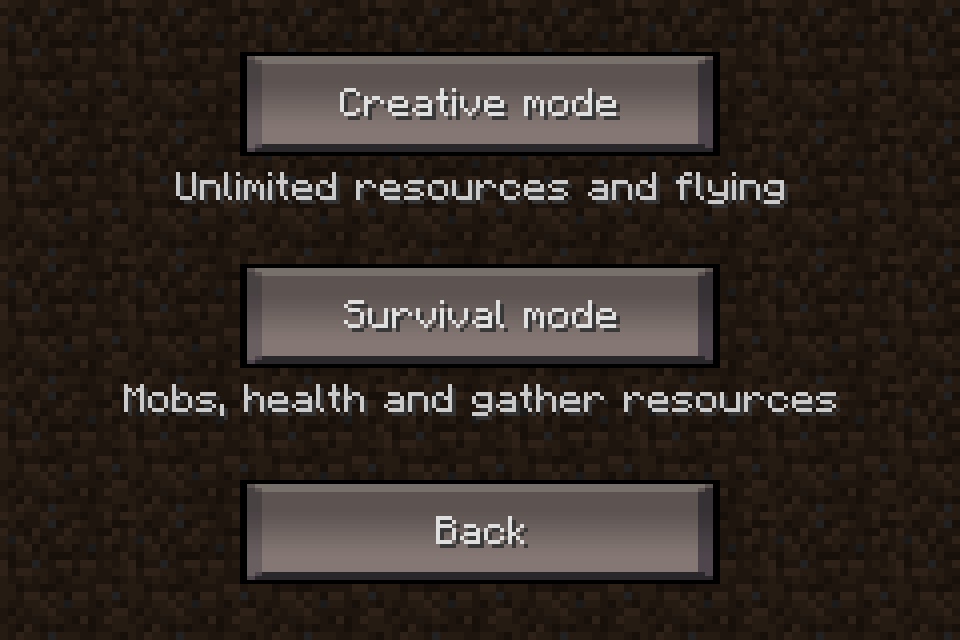 Creative mode
Unlimited resources and flying
Survival mode
Mobs, health and gather resources
Back